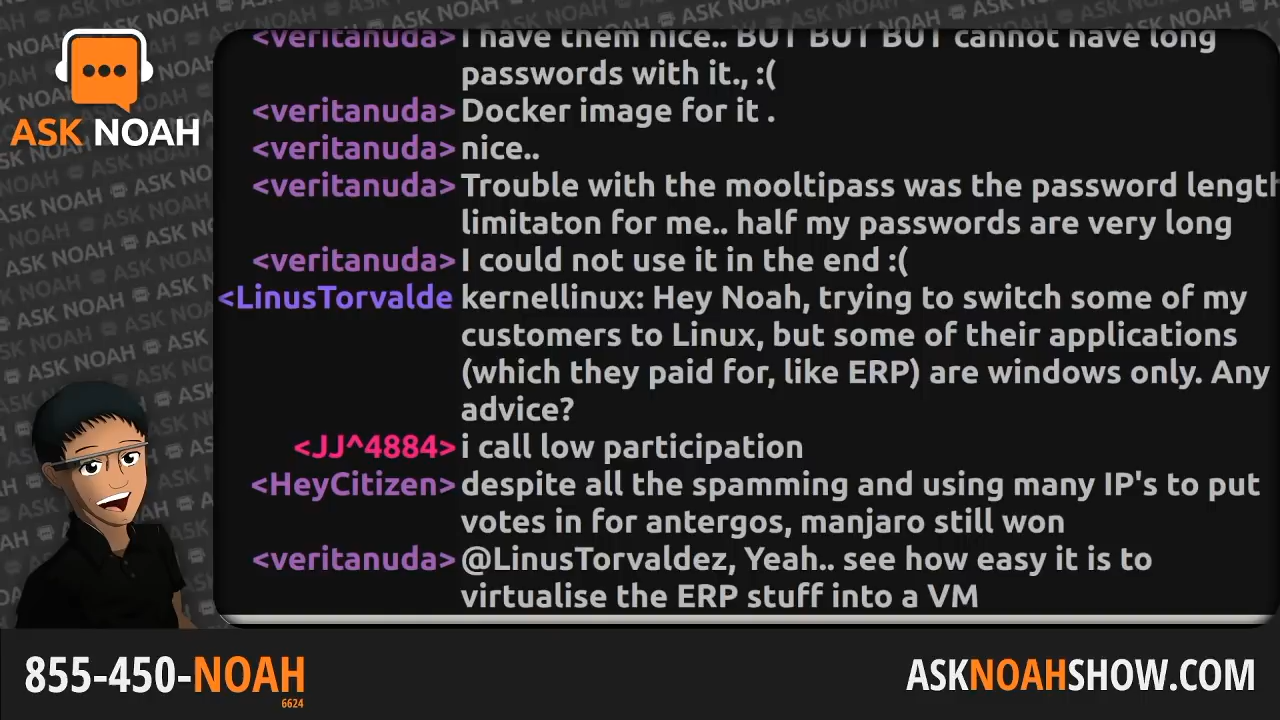 ASK NOAH
<veritanuda> I have them nice.. BUT BUT BUT cannot have long
passwords with it., :(
<veritanuda> Docker image for it .
<veritanuda> nice..
<veritanuda> Trouble with the mooltipass was the password length
limitaton for me.. half my passwords are very long
<veritanuda> I could not use it in the end :(
<LinusTorvalde kernellinux: Hey Noah, trying to switch some of my
customers to Linux, but some of their applications
(which they paid for, like ERP) are windows only. Any
advice?
<JJ^4884> i call low participation
<HeyCitizen> despite all the spamming and using many IP's to put
votes in for antergos, manjaro still won
<veritanuda> @LinusTorvaldez, Yeah.. see how easy it is to
virtualise the ERP stuff into a VM
855-450-NOAH
6624
ASKNOAHSHOW.COM